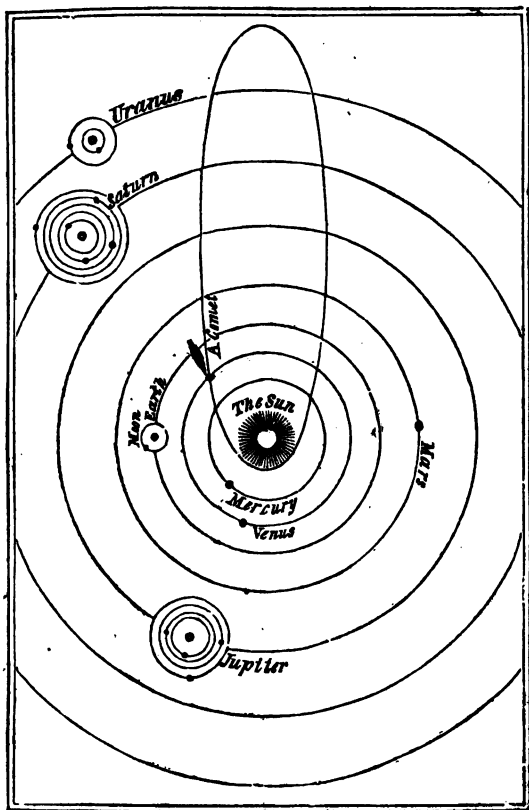 Uranus
Saturn
A Comet
The Sun
Moon
Earth
Mars
Mercury
Venus
Jupiter